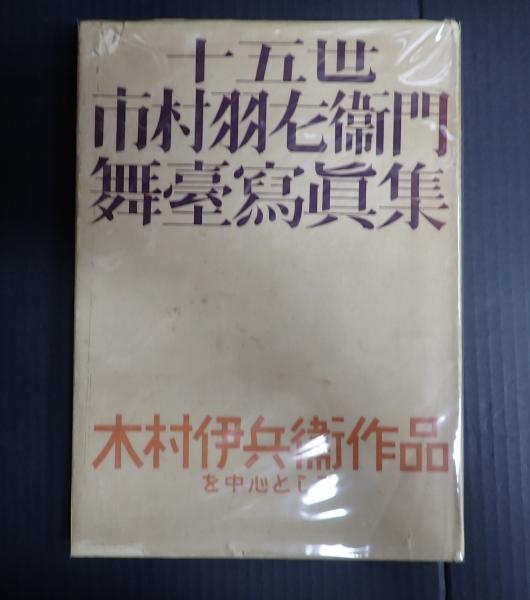 十五世
市村羽左衞門
舞臺寫眞集
木村伊兵衞作品
を中心とし